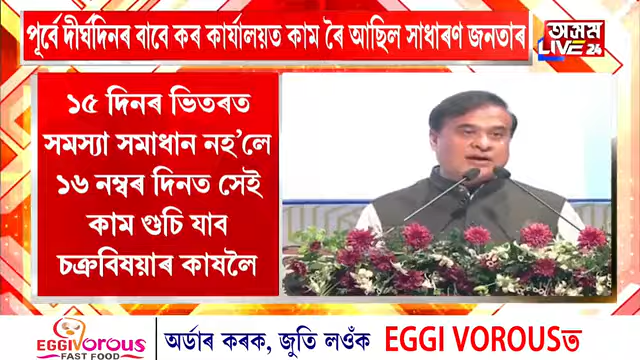 পূৰ্বে দীৰ্ঘদিনৰ বাবে কৰ কাৰ্যালয়ত কাম ৰৈ আছিল সাধাৰণ জনতাৰ
অসম
LIVE 24
১৫ দিনৰ ভিতৰত
সমস্যা সমাধান নহ'লে
১৬ নম্বৰ দিনত সেই
কাম গুচি যাব
চক্ৰবিষয়াৰ কাষলৈ
EGGIVOROUS
FAST FOOD
অৰ্ডাৰ কৰক, জুতি লওঁক EGGI VOROUSত